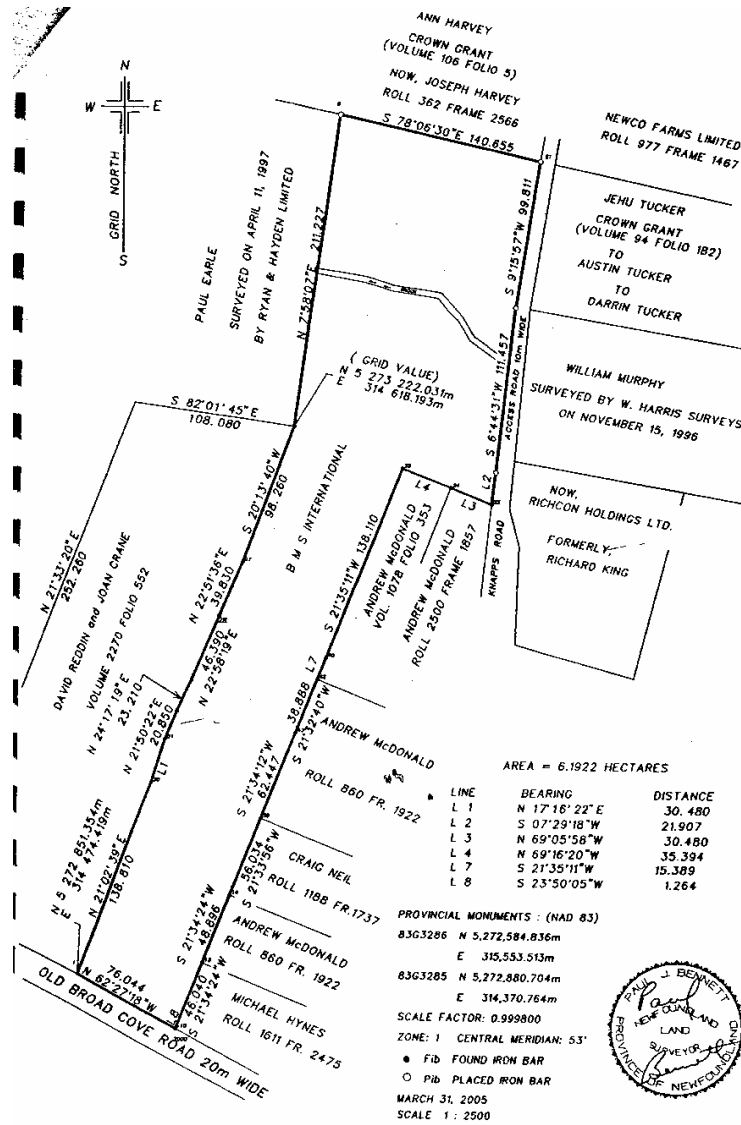 ANN HARVEY
CROWN GRANT
(VOLUME 106 FOLIO 5)
NOW, JOSEPH HARVEY
ROLL 362 FRAME 2566
S 78°06'30"E 140.655
NEWCO FARMS LIMITED
ROLL 977 FRAME 1467
N
W E
S
GRID NORTH
PAUL EARLE
SURVEYED ON APRIL 11, 1997
BY RYAN & HAYDEN LIMITED
N 7°58'07"E 211.227
S 9°15'57"W 99.811
JEHU TUCKER
CROWN GRANT
(VOLUME 94 FOLIO 182)
TO
AUSTIN TUCKER
TO
DARRIN TUCKER
S 6°44'31"W 111.457
ACCESS ROAD 10m WIDE
WILLIAM MURPHY
SURVEYED BY W. HARRIS SURVEYS
ON NOVEMBER 15, 1996
(GRID VALUE)
N 5 273 222.031m
E 314 618.193m
S 82°01'45"E
108.080
S 20°13'40"W
98.260
B M S INTERNATIONAL
L4
L3
L2
KNAPPS ROAD
NOW,
RICHCON HOLDINGS LTD.
FORMERLY
RICHARD KING
ANDREW McDONALD
VOL. 1078 FOLIO 353
ANDREW McDONALD
ROLL 2500 FRAME 1857
S 21°35'11"W 138.110
N 21°33'20"E
252.260
DAVID REDDIN and JOAN CRANE
VOLUME 2270 FOLIO 552
N 22°51'36"E
39.830
46.390
N 22°58'19"E
N 24°17'19"E
23.210
N 21°50'22"E
20.850
L1
L7
38.888
S 21°32'40"W
ANDREW McDONALD
ROLL 860 FR. 1922
S 21°34'12"W
62.447
N 5 272 851.354m
E 314 474.419m
N 21°02'39"E
138.810
56.034
S 21°33'56"W
CRAIG NEIL
ROLL 1188 FR.1737
S 21°34'24"W
48.896
ANDREW McDONALD
ROLL 860 FR. 1922
46.240
S 21°34'24"W
MICHAEL HYNES
ROLL 1611 FR. 2475
L8
76.044
N 62°27'18"W
OLD BROAD COVE ROAD 20m WIDE
AREA = 6.1922 HECTARES
LINE BEARING DISTANCE
L 1 N 17°16'22"E 30.480
L 2 S 07°29'18"W 21.907
L 3 N 69°05'58"W 30.480
L 4 N 69°16'20"W 35.394
L 7 S 21°35'11"W 15.389
L 8 S 23°50'05"W 1.264
PROVINCIAL MONUMENTS : (NAD 83)
83G3286 N 5,272,584.836m
E 315,553.513m
83G3285 N 5,272,880.704m
E 314,370.764m
SCALE FACTOR: 0.999800
ZONE: 1 CENTRAL MERIDIAN: 53°
Fib FOUND IRON BAR
Pib PLACED IRON BAR
MARCH 31, 2005
SCALE 1 : 2500
PAUL J. BENNETT
NEWFOUNDLAND
LAND
SURVEYOR
PROVINCE OF NEWFOUNDLAND